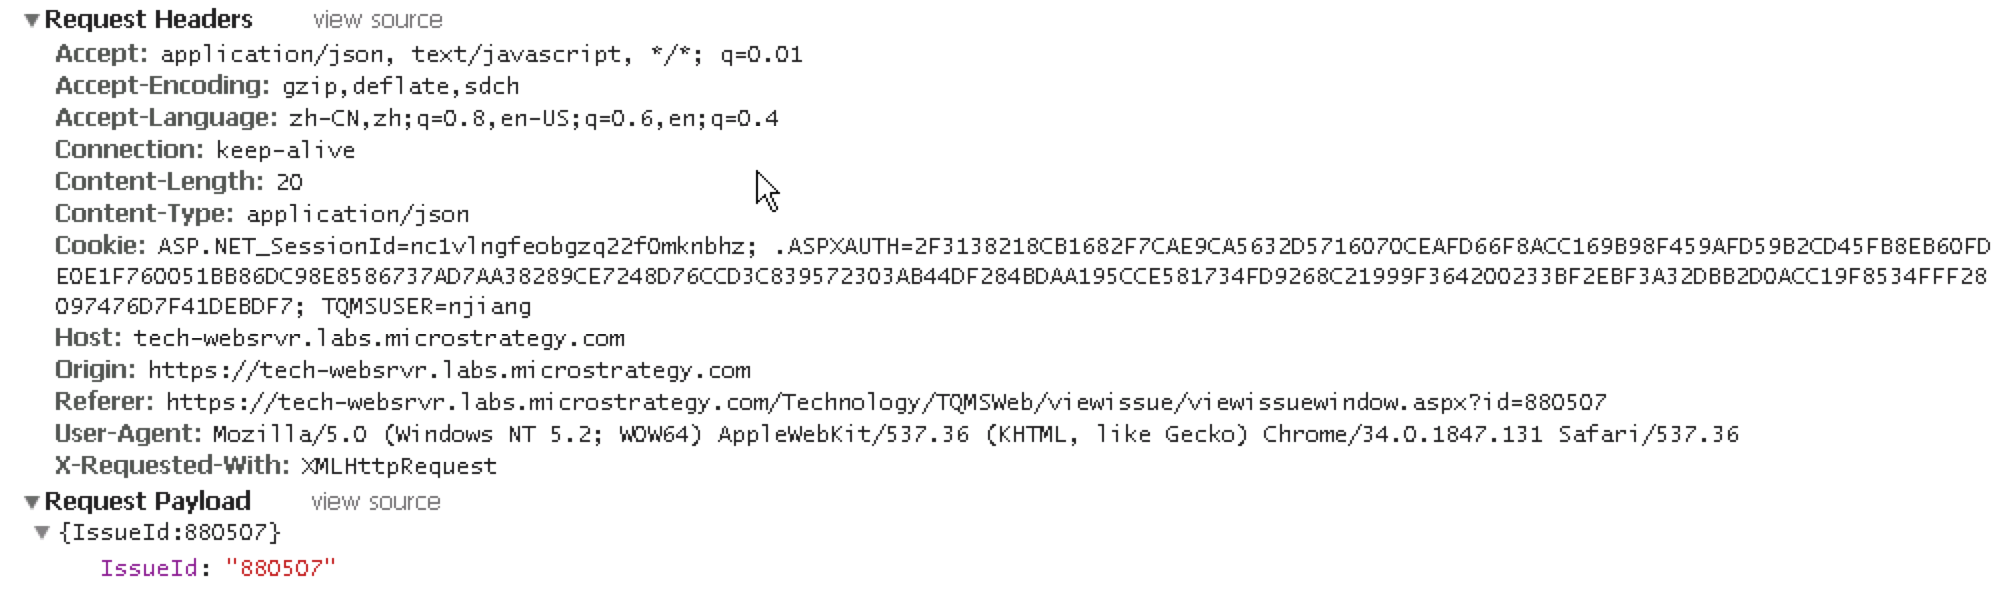 ▼Request Headers view source
Accept: application/json, text/javascript, */*; q=0.01
Accept-Encoding: gzip,deflate,sdch
Accept-Language: zh-CN,zh;q=0.8,en-US;q=0.6,en;q=0.4
Connection: keep-alive
Content-Length: 20
Content-Type: application/json
Cookie: ASP.NET_SessionId=nc1vlngfeobgzq22f0mknbhz; .ASPXAUTH=2F3138218CB1682F7CAE9CA5632D5716070CEAFD66F8ACC169B98F459AFD59B2CD45FB8EB60FD
E0E1F760051BB86DC98E8586737AD7AA38289CE7248D76CCD3C839572303AB44DF284BDAA195CCE581734FD9268C21999F364200233BF2EBF3A32DBB2D0ACC19F8534FFF28
097476D7F41DEBDF7; TQMSUSER=njiang
Host: tech-websrvr.labs.microstrategy.com
Origin: https://tech-websrvr.labs.microstrategy.com
Referer: https://tech-websrvr.labs.microstrategy.com/Technology/TQMSWeb/viewissue/viewissuewindow.aspx?id=880507
User-Agent: Mozilla/5.0 (Windows NT 5.2; WOW64) AppleWebKit/537.36 (KHTML, like Gecko) Chrome/34.0.1847.131 Safari/537.36
X-Requested-With: XMLHttpRequest
▼Request Payload view source
▼{IssueId:880507}
IssueId: "880507"